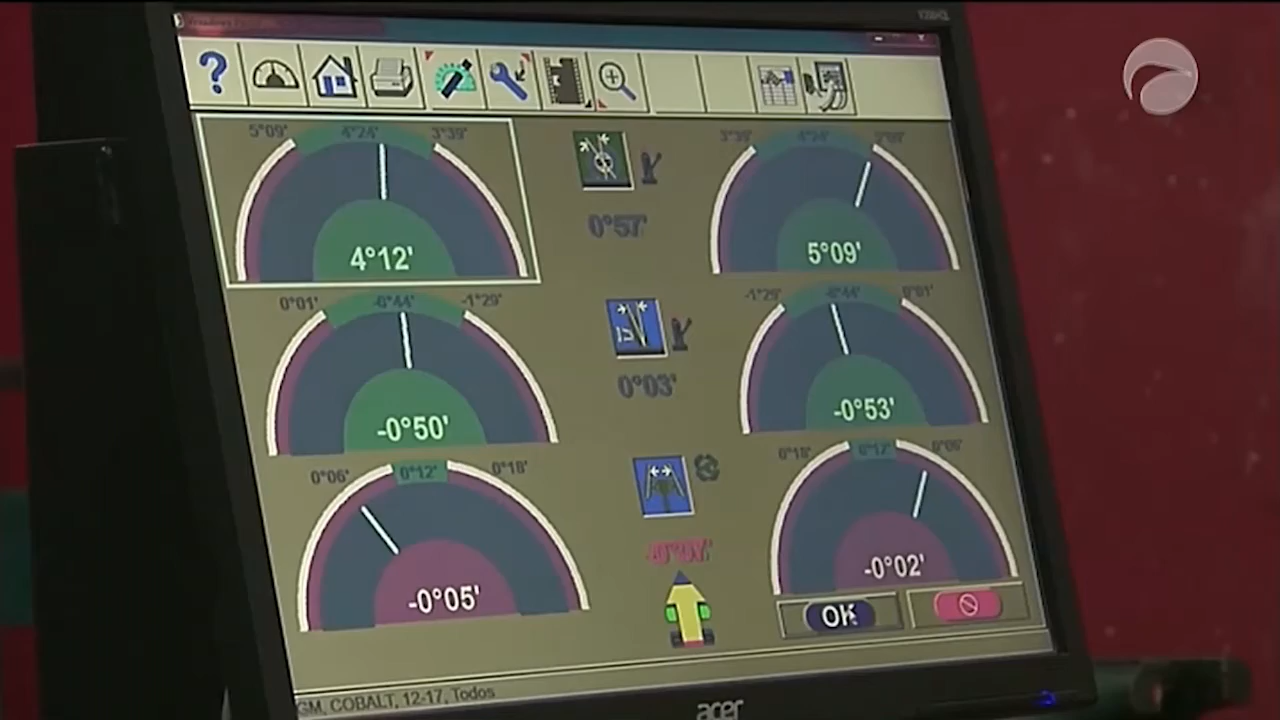 ?
5°09' 4°24' 3°39'
4°12'
0°57'
3°39' 4°24' 5°09'
5°09'
0°01' -0°44' -1°29'
-0°50'
0°03'
-1°29' -0°44' 0°01'
-0°53'
0°06' 0°12' 0°18'
-0°05'
0°18' 0°12' 0°06'
-0°02'
OK
GM, COBALT, 12-17, Todos
acer